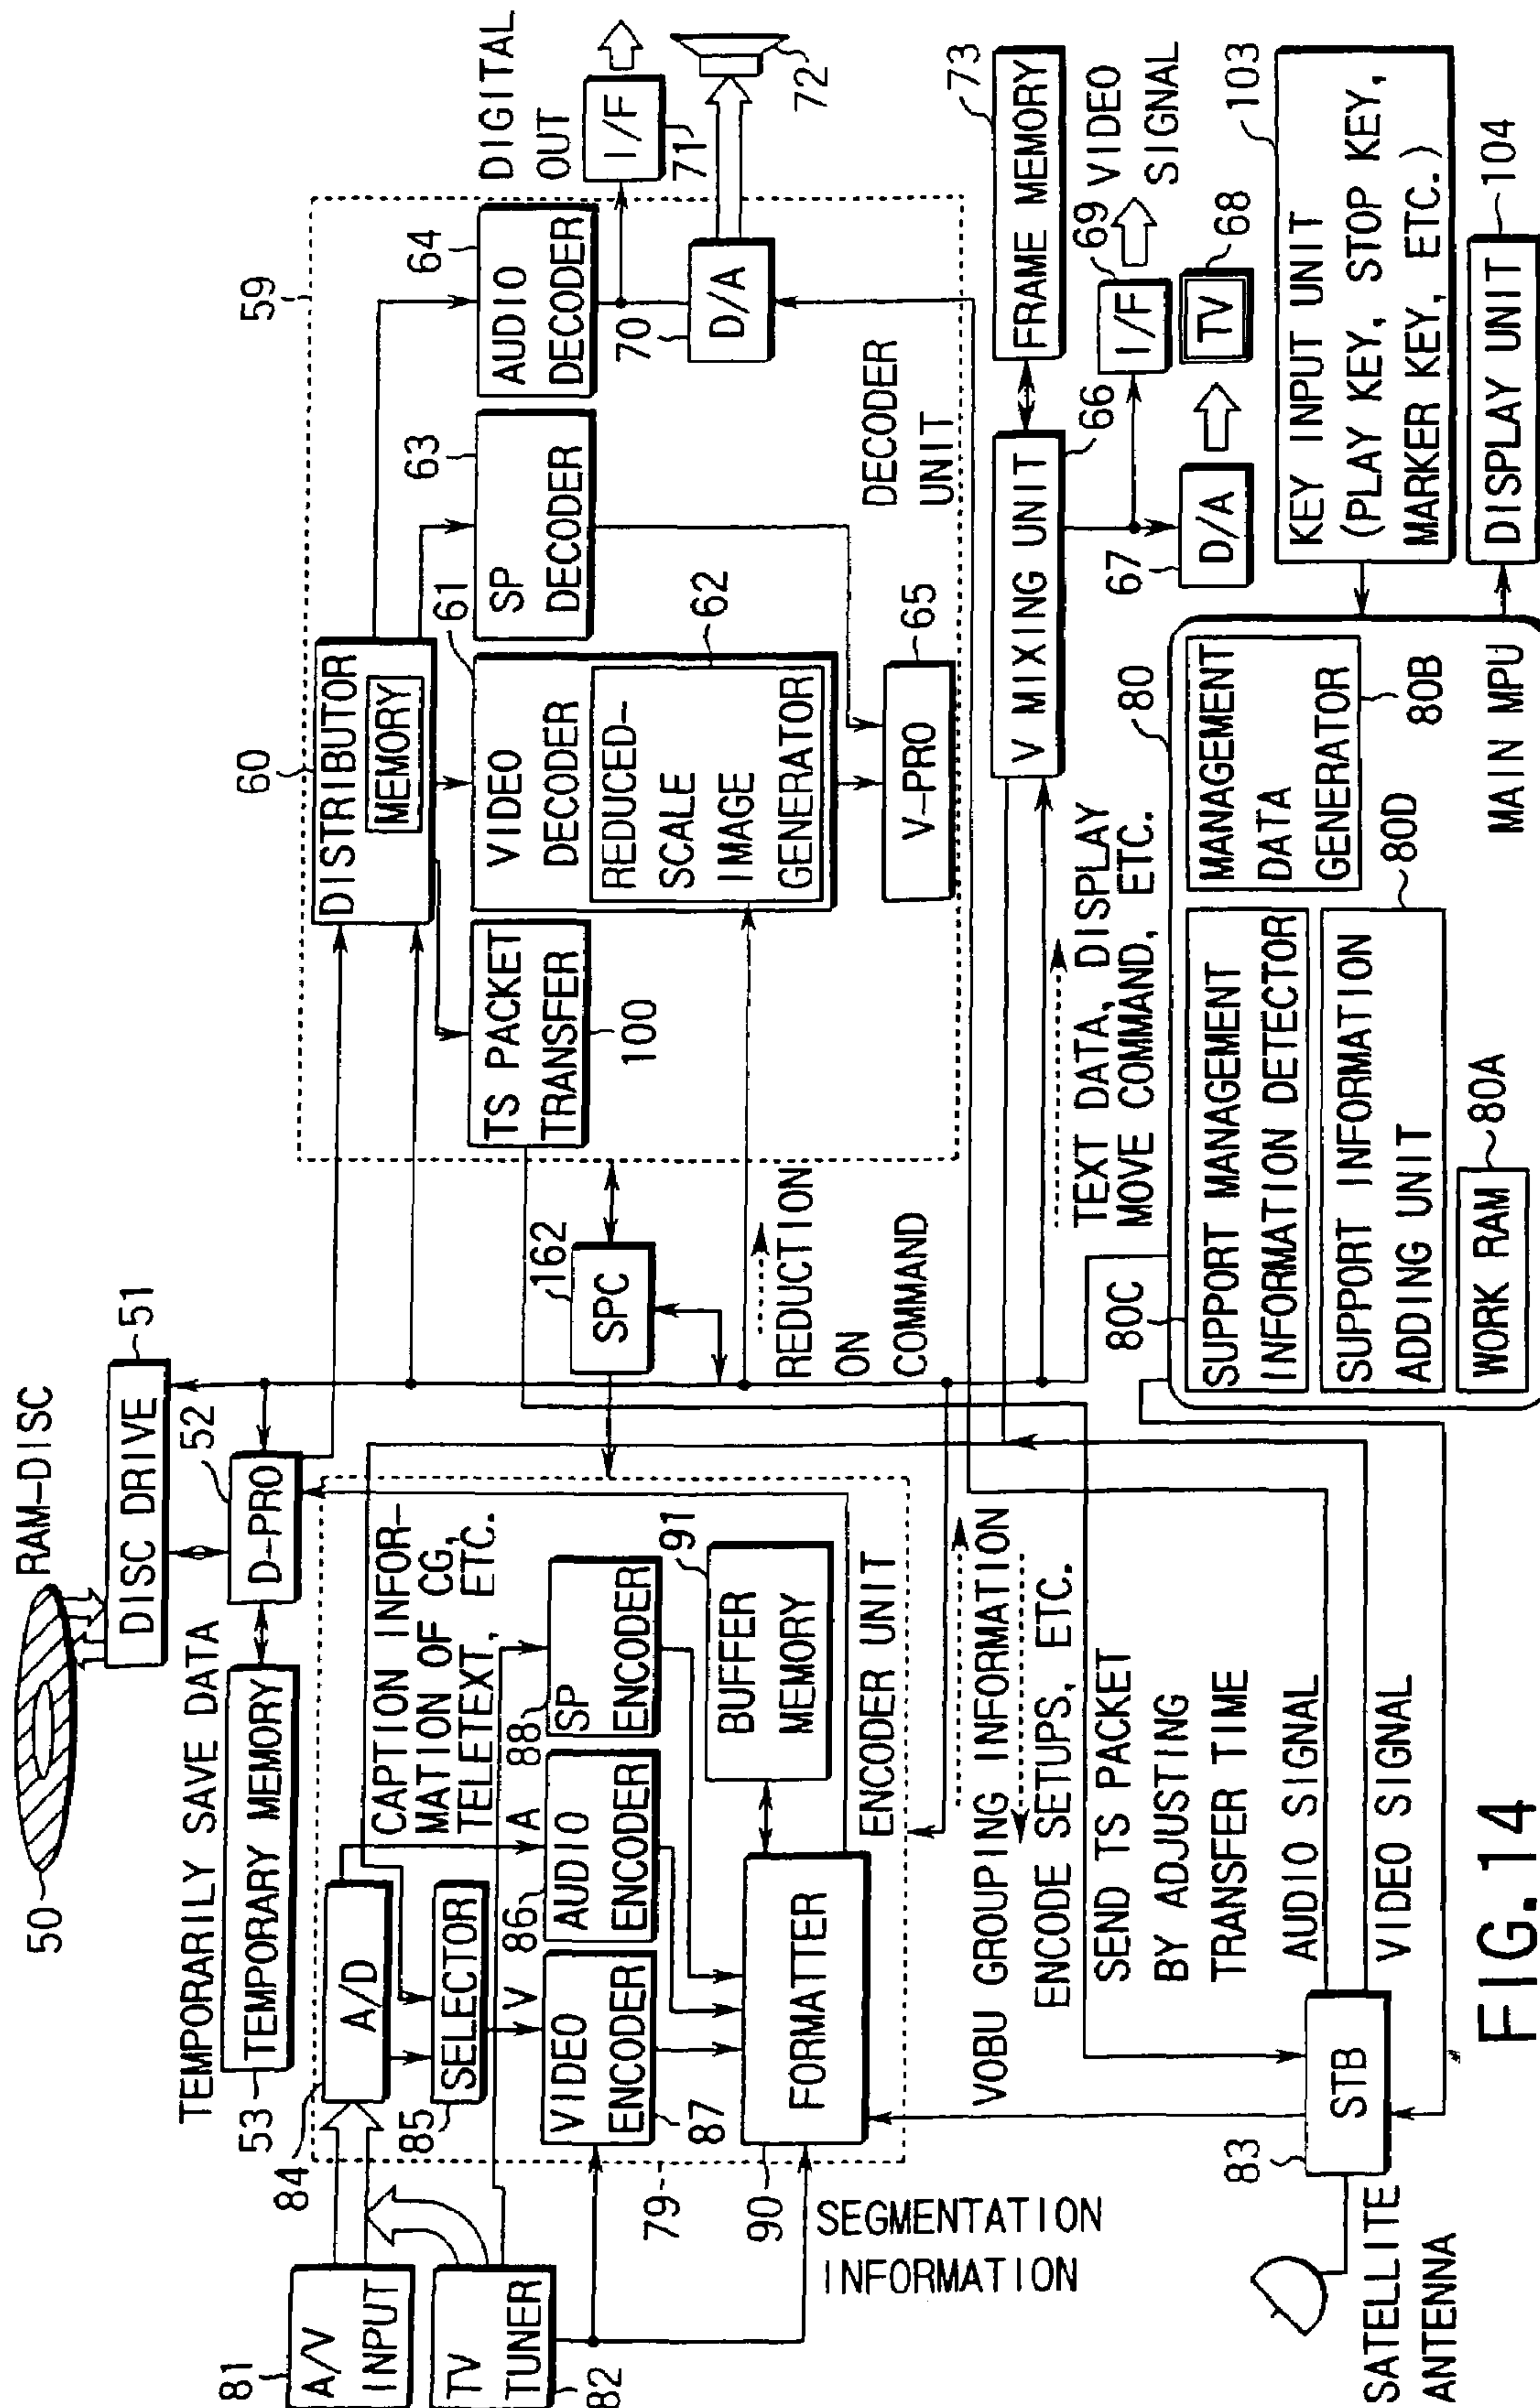 RAM-DISC
50
DISC DRIVE
51
TEMPORARILY SAVE DATA
53
TEMPORARY MEMORY
D-PRO
52
81
A/V
INPUT
TV
TUNER
82
84
A/D
CAPTION INFOR-
MATION OF CG,
TELETEXT, ETC.
85
SELECTOR
V
A
86
88
VIDEO
ENCODER
87
AUDIO
ENCODER
SP
ENCODER
79
90
FORMATTER
BUFFER
MEMORY
91
ENCODER UNIT
SEGMENTATION
INFORMATION
59
60
DISTRIBUTOR
MEMORY
TS PACKET
TRANSFER
100
VIDEO
DECODER
61
REDUCED-
SCALE
IMAGE
GENERATOR
62
SP
DECODER
63
AUDIO
DECODER
64
70
D/A
V-PRO
65
DECODER
UNIT
DIGITAL
OUT
I/F
71
72
162
SPC
REDUCTION
ON
COMMAND
VOBU GROUPING INFORMATION
ENCODE SETUPS, ETC.
SEND TS PACKET
BY ADJUSTING
TRANSFER TIME
AUDIO SIGNAL
VIDEO SIGNAL
83
STB
SATELLITE
ANTENNA
V MIXING UNIT
66
FRAME MEMORY
73
I/F
69
VIDEO
SIGNAL
67
D/A
TV
68
TEXT DATA, DISPLAY
MOVE COMMAND, ETC.
80
80C
SUPPORT MANAGEMENT
INFORMATION DETECTOR
MANAGEMENT
DATA
GENERATOR
80B
SUPPORT INFORMATION
ADDING UNIT
80D
WORK RAM
80A
MAIN MPU
KEY INPUT UNIT
(PLAY KEY, STOP KEY,
MARKER KEY, ETC.)
103
DISPLAY UNIT
104
FIG.14